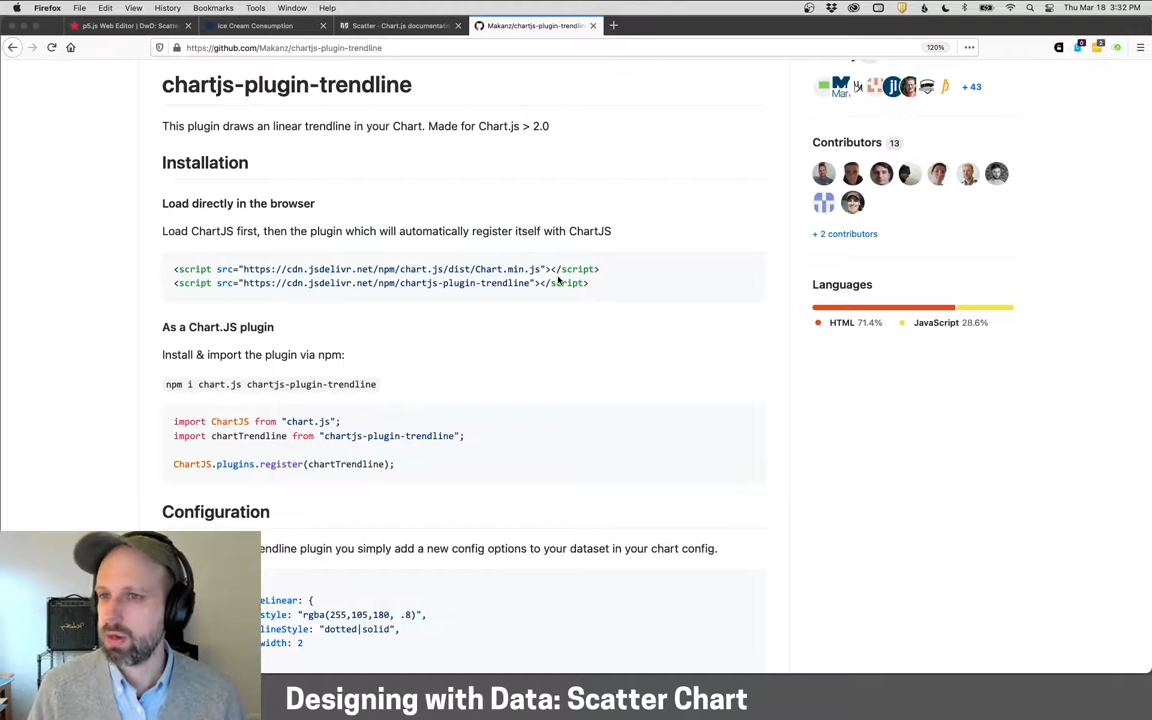 Firefox File Edit View History Bookmarks Tools Window Help
Thu Mar 18 3:32 PM
p5.js Web Editor | DwD: Scatte
Ice Cream Consumption
Scatter - Chart.js documentati
Makanz/chartjs-plugin-trendlin
https://github.com/Makanz/chartjs-plugin-trendline
120%
chartjs-plugin-trendline
This plugin draws an linear trendline in your Chart. Made for Chart.js > 2.0
Installation
Load directly in the browser
Load ChartJS first, then the plugin which will automatically register itself with ChartJS
<script src="https://cdn.jsdelivr.net/npm/chart.js/dist/Chart.min.js"></script>
<script src="https://cdn.jsdelivr.net/npm/chartjs-plugin-trendline"></script>
As a Chart.JS plugin
Install & import the plugin via npm:
npm i chart.js chartjs-plugin-trendline
import ChartJS from "chart.js";
import chartTrendline from "chartjs-plugin-trendline";
ChartJS.plugins.register(chartTrendline);
Configuration
endline plugin you simply add a new config options to your dataset in your chart config.
eLinear: {
style: "rgba(255,105,180, .8)",
lineStyle: "dotted|solid",
width: 2
+ 43
Contributors 13
+ 2 contributors
Languages
HTML 71.4%
JavaScript 28.6%
Designing with Data: Scatter Chart